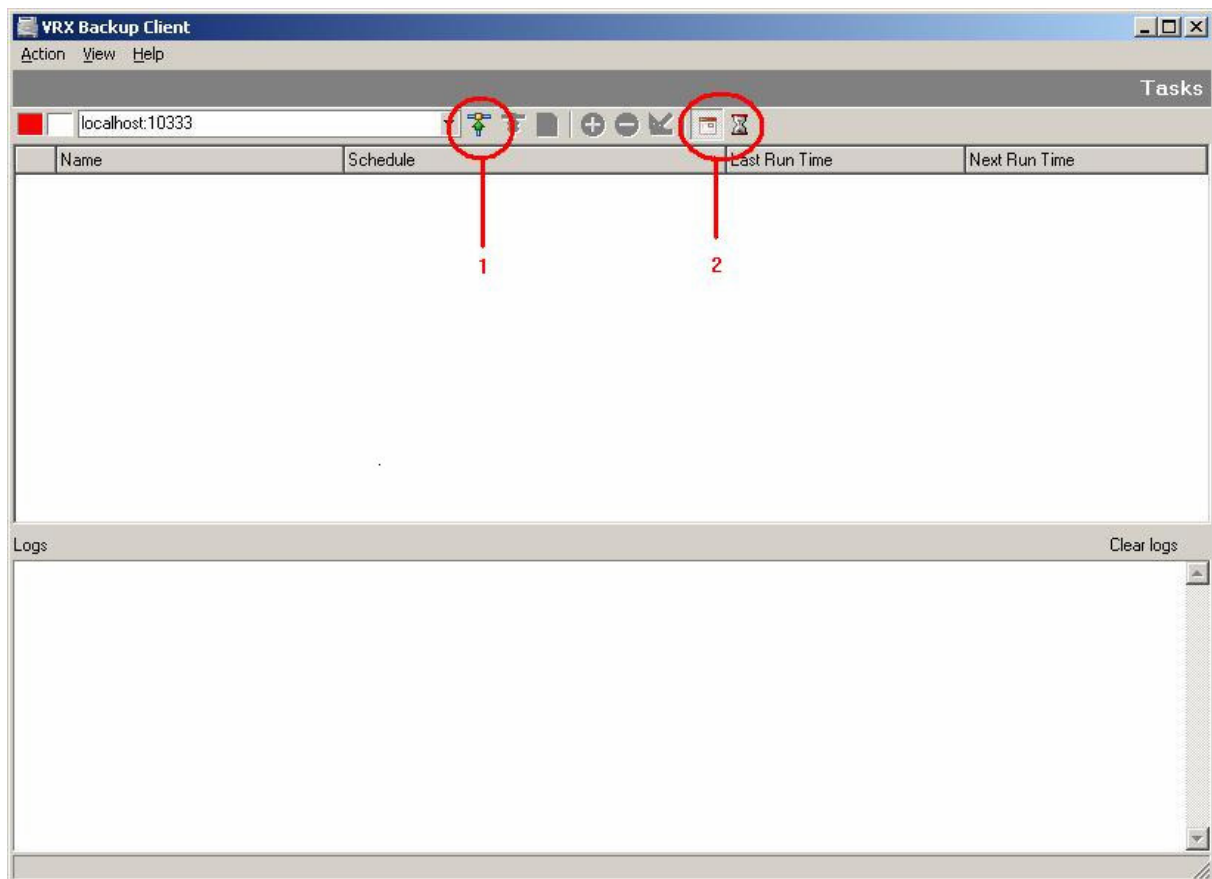 VRX Backup Client
Action View Help
Tasks
localhost:10333
Name Schedule Last Run Time Next Run Time
1 2
Logs Clear logs